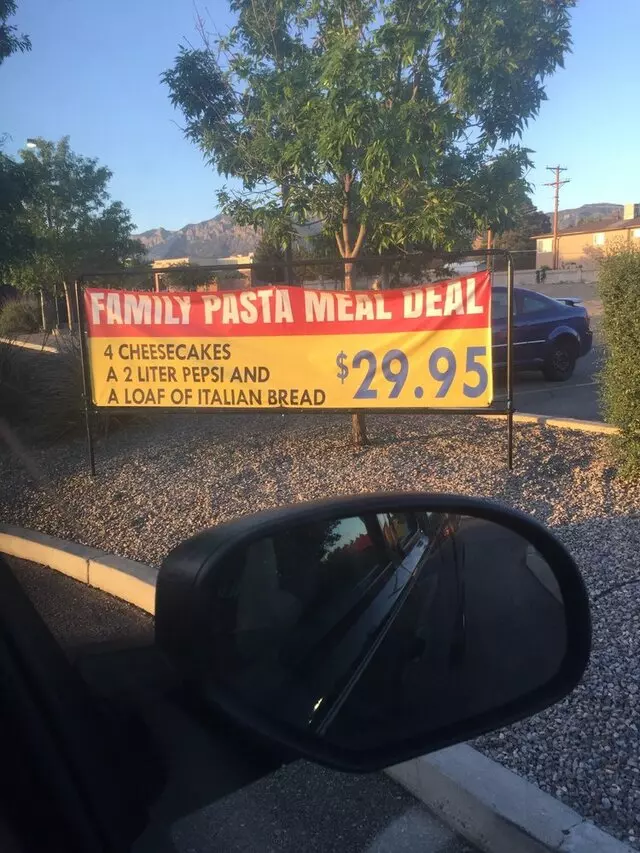 FAMILY PASTA MEAL DEAL
4 CHEESECAKES
A 2 LITER PEPSI AND
A LOAF OF ITALIAN BREAD
$29.95